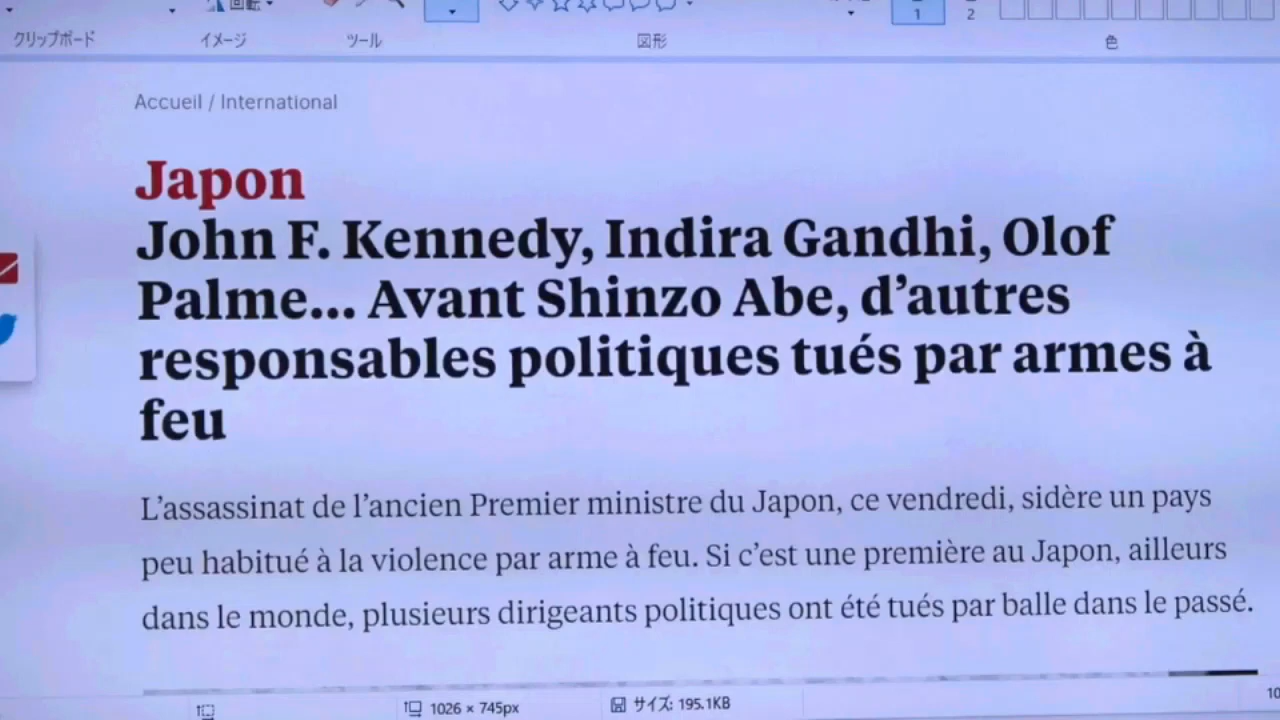 回転
クリップボード
イメージ
ツール
図形
1
2
色
Accueil / International
Japon
John F. Kennedy, Indira Gandhi, Olof
Palme... Avant Shinzo Abe, d’autres
responsables politiques tués par armes à
feu
L’assassinat de l’ancien Premier ministre du Japon, ce vendredi, sidère un pays
peu habitué à la violence par arme à feu. Si c’est une première au Japon, ailleurs
dans le monde, plusieurs dirigeants politiques ont été tués par balle dans le passé.
1026 × 745px
サイズ: 195.1KB